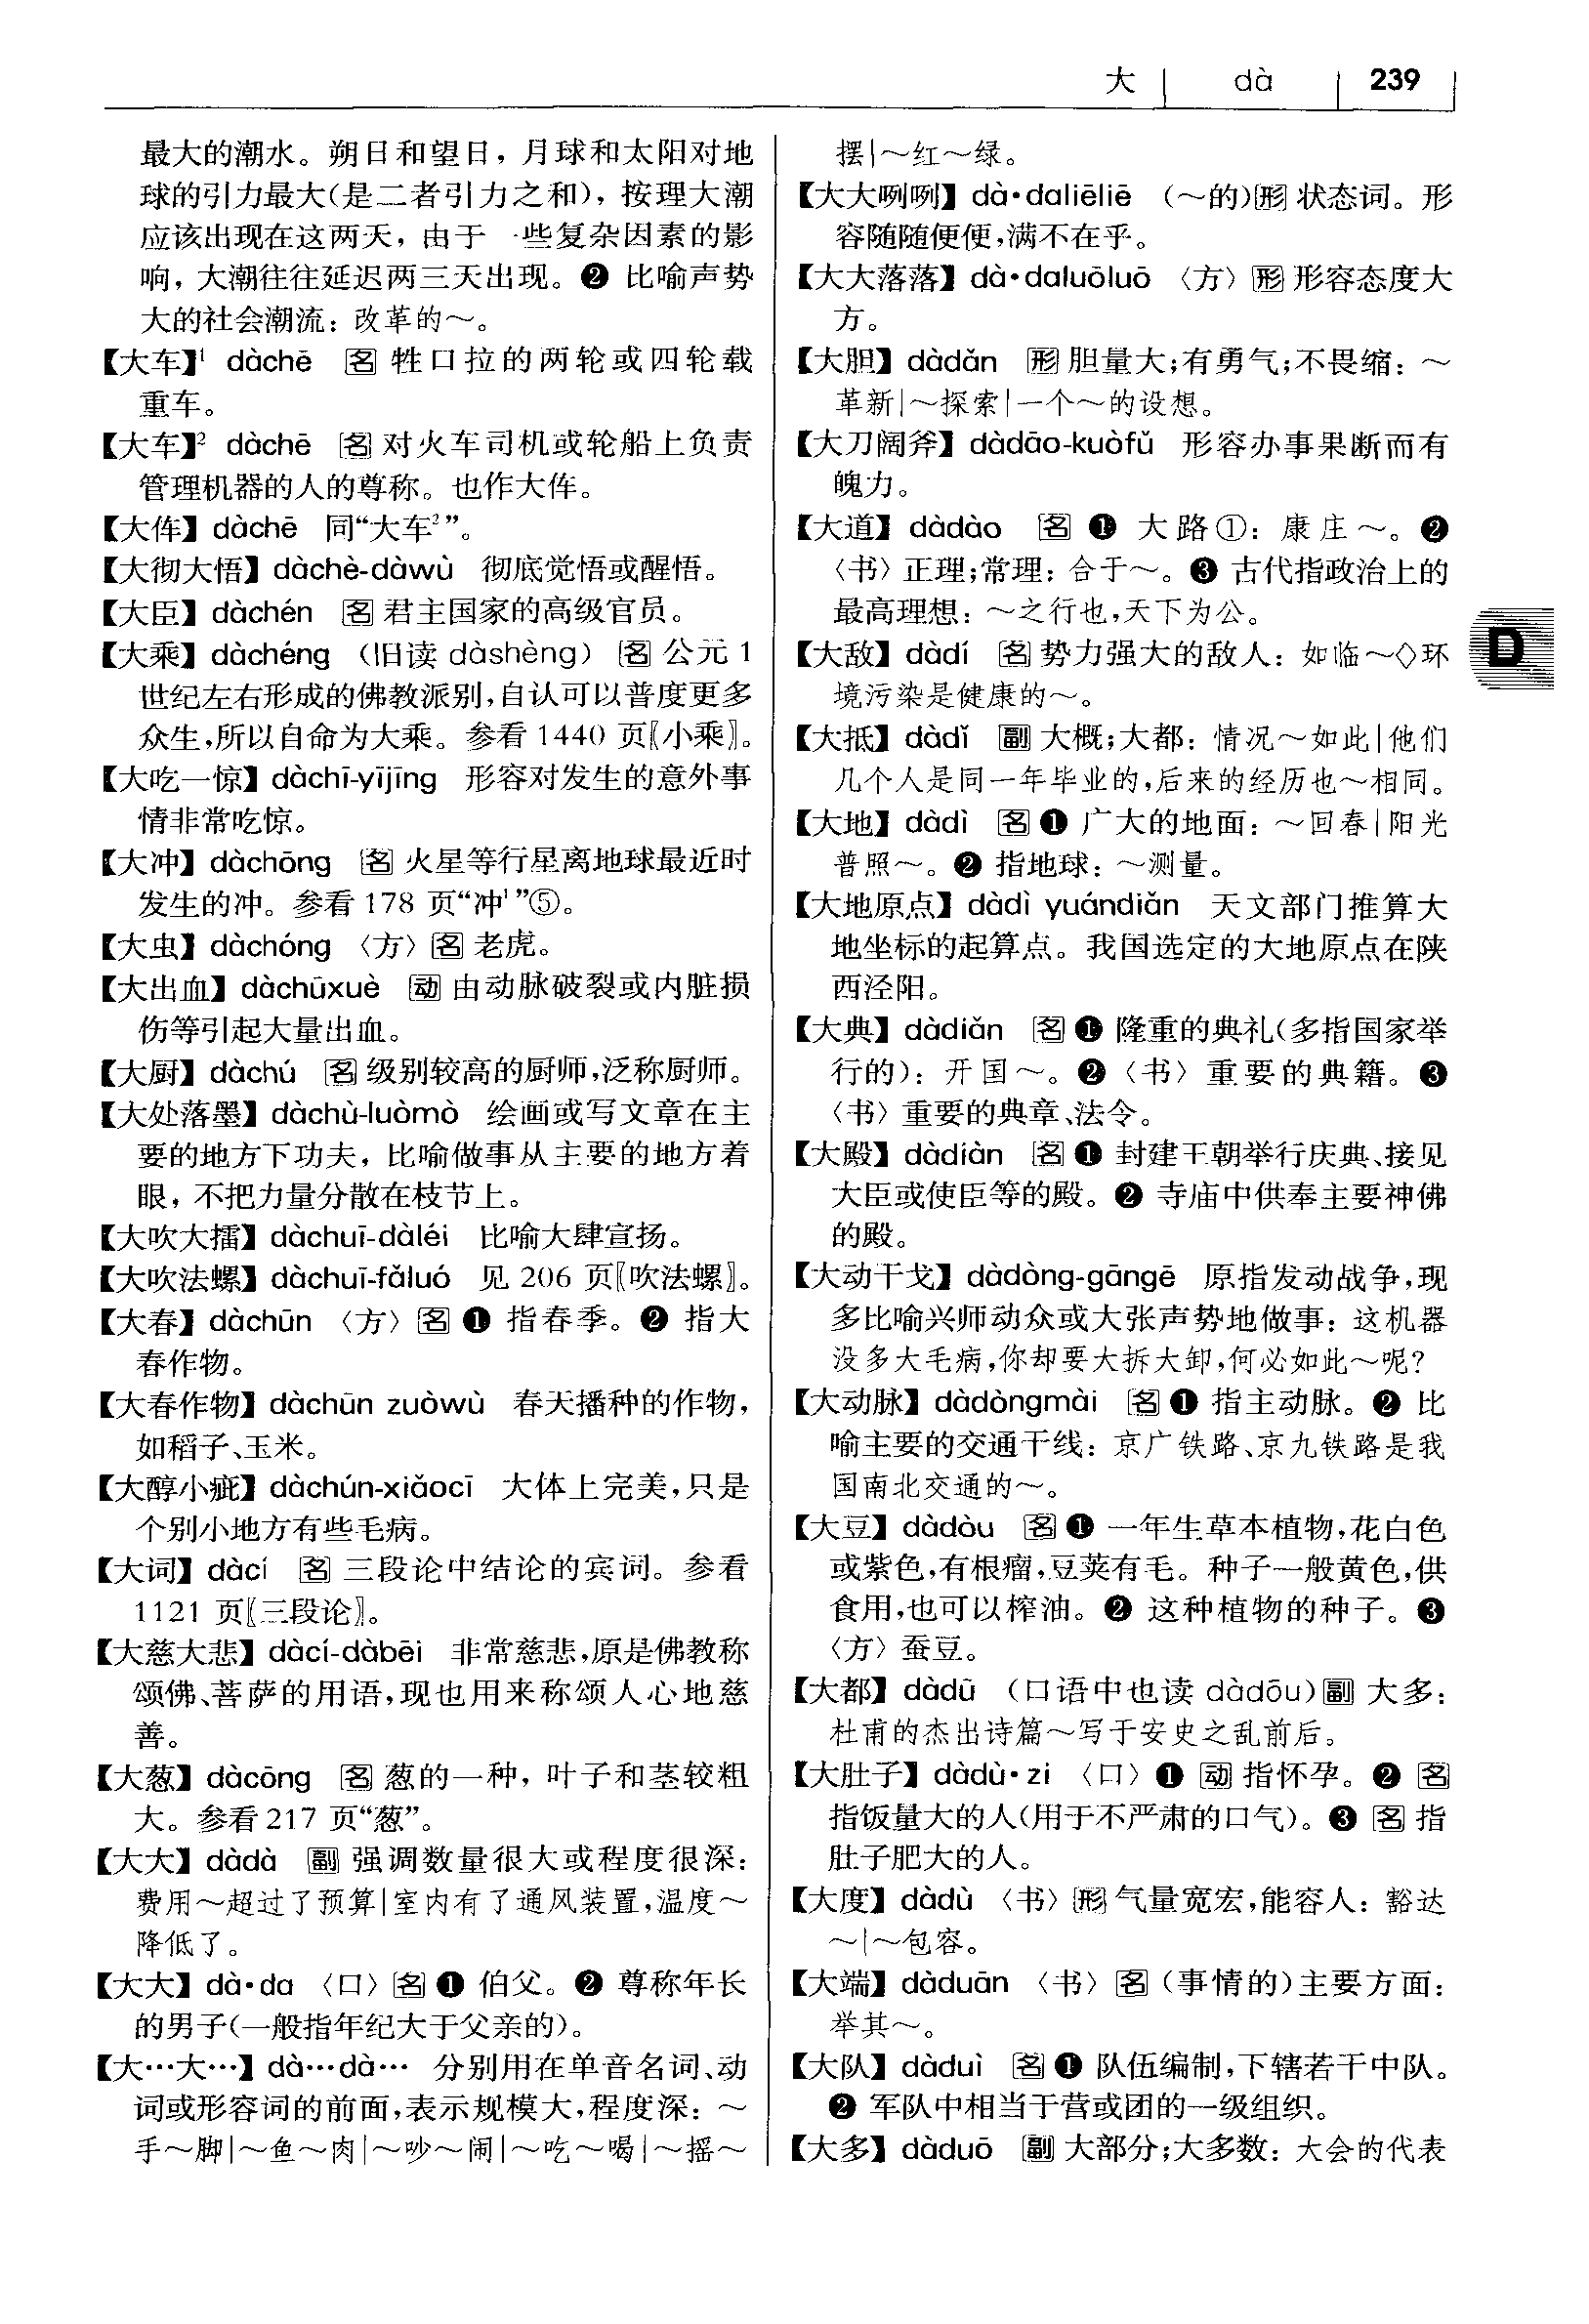 大 dà 239
最大的潮水。朔日和望日，月球和太阳对地
球的引力最大(是二者引力之和)，按理大潮
应该出现在这两天，由于一些复杂因素的影
响，大潮往往延迟两三天出现。❷ 比喻声势
大的社会潮流：改革的～。
【大车】¹ dàchē 名 牲口拉的两轮或四轮载
重车。
【大车】² dàchē 名 对火车司机或轮船上负责
管理机器的人的尊称。也作大伡。
【大伡】dàchē 同“大车²”。
【大彻大悟】dàchè-dàwù 彻底觉悟或醒悟。
【大臣】dàchén 名 君主国家的高级官员。
【大乘】dàchéng （旧读 dàshèng） 名 公元 1
世纪左右形成的佛教派别，自认可以普度更多
众生，所以自命为大乘。参看 1440 页〖小乘〗。
【大吃一惊】dàchī-yījīng 形容对发生的意外事
情非常吃惊。
【大冲】dàchōng 名 火星等行星离地球最近时
发生的冲。参看 178 页“冲¹”⑤。
【大虫】dàchóng 〈方〉名 老虎。
【大出血】dàchūxuè 动 由动脉破裂或内脏损
伤等引起大量出血。
【大厨】dàchú 名 级别较高的厨师，泛称厨师。
【大处落墨】dàchù-luòmò 绘画或写文章在主
要的地方下功夫，比喻做事从主要的地方着
眼，不把力量分散在枝节上。
【大吹大擂】dàchuī-dàléi 比喻大肆宣扬。
【大吹法螺】dàchuī-fǎluó 见 206 页〖吹法螺〗。
【大春】dàchūn 〈方〉名 ❶ 指春季。❷ 指大
春作物。
【大春作物】dàchūn zuòwù 春天播种的作物，
如稻子、玉米。
【大醇小疵】dàchún-xiǎocī 大体上完美，只是
个别小地方有些毛病。
【大词】dàcí 名 三段论中结论的宾词。参看
1121 页〖三段论〗。
【大慈大悲】dàcí-dàbēi 非常慈悲，原是佛教称
颂佛、菩萨的用语，现也用来称颂人心地慈
善。
【大葱】dàcōng 名 葱的一种，叶子和茎较粗
大。参看 217 页“葱”。
【大大】dàdà 副 强调数量很大或程度很深：
费用～超过了预算|室内有了通风装置，温度～
降低了。
【大大】dà·da 〈口〉名 ❶ 伯父。❷ 尊称年长
的男子(一般指年纪大于父亲的)。
【大…大…】dà…dà… 分别用在单音名词、动
词或形容词的前面，表示规模大，程度深：～
手～脚|～鱼～肉|～吵～闹|～吃～喝|～摇～
摆|～红～绿。
【大大咧咧】dà·daliēliē （～的）形 状态词。形
容随随便便，满不在乎。
【大大落落】dà·daluōluō 〈方〉形 形容态度大
方。
【大胆】dàdǎn 形 胆量大；有勇气；不畏缩：～
革新|～探索|一个～的设想。
【大刀阔斧】dàdāo-kuòfǔ 形容办事果断而有
魄力。
【大道】dàdào 名 ❶ 大路①：康庄～。❷
〈书〉正理；常理：合于～。❸ 古代指政治上的
最高理想：～之行也，天下为公。
【大敌】dàdí 名 势力强大的敌人：如临～◇环
境污染是健康的～。
【大抵】dàdǐ 副 大概；大都：情况～如此|他们
几个人是同一年毕业的，后来的经历也～相同。
【大地】dàdì 名 ❶ 广大的地面：～回春|阳光
普照～。❷ 指地球：～测量。
【大地原点】dàdì yuándiǎn 天文部门推算大
地坐标的起算点。我国选定的大地原点在陕
西泾阳。
【大典】dàdiǎn 名 ❶ 隆重的典礼(多指国家举
行的)：开国～。❷〈书〉重要的典籍。❸
〈书〉重要的典章、法令。
【大殿】dàdiàn 名 ❶ 封建王朝举行庆典、接见
大臣或使臣等的殿。❷ 寺庙中供奉主要神佛
的殿。
【大动干戈】dàdòng-gāngē 原指发动战争，现
多比喻兴师动众或大张声势地做事：这机器
没多大毛病，你却要大拆大卸，何必如此～呢？
【大动脉】dàdòngmài 名 ❶ 指主动脉。❷ 比
喻主要的交通干线：京广铁路、京九铁路是我
国南北交通的～。
【大豆】dàdòu 名 ❶ 一年生草本植物，花白色
或紫色，有根瘤，豆荚有毛。种子一般黄色，供
食用，也可以榨油。❷ 这种植物的种子。❸
〈方〉蚕豆。
【大都】dàdū （口语中也读 dàdōu）副 大多：
杜甫的杰出诗篇～写于安史之乱前后。
【大肚子】dàdù·zi 〈口〉❶ 动 指怀孕。❷ 名
指饭量大的人(用于不严肃的口气)。❸ 名 指
肚子肥大的人。
【大度】dàdù 〈书〉形 气量宽宏，能容人：豁达
～|～包容。
【大端】dàduān 〈书〉名 (事情的)主要方面：
举其～。
【大队】dàduì 名 ❶ 队伍编制，下辖若干中队。
❷ 军队中相当于营或团的一级组织。
【大多】dàduō 副 大部分；大多数：大会的代表
D